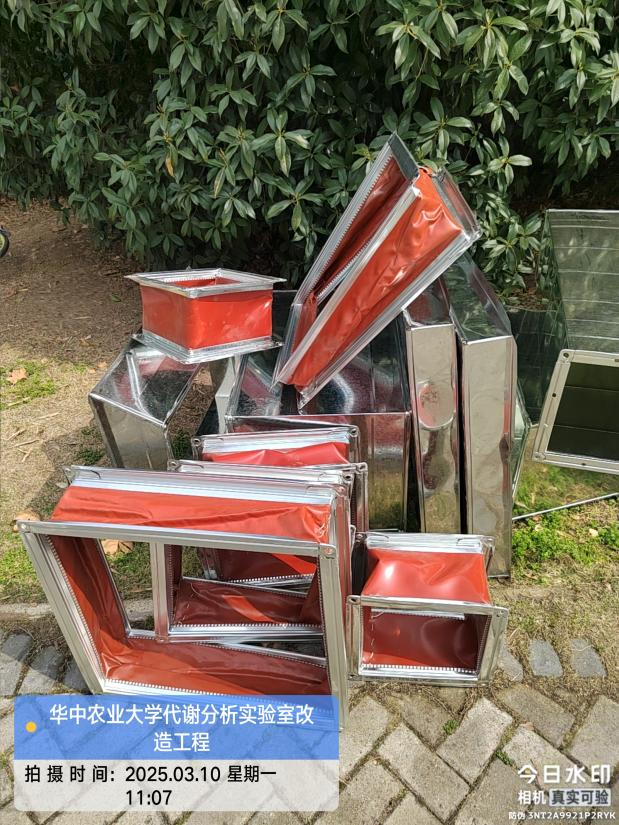 华中农业大学代谢分析实验室改
造工程
拍摄时间：2025.03.10 星期一
11:07
今日水印
相机 真实可验
防伪 3NT2A9921P2RYK